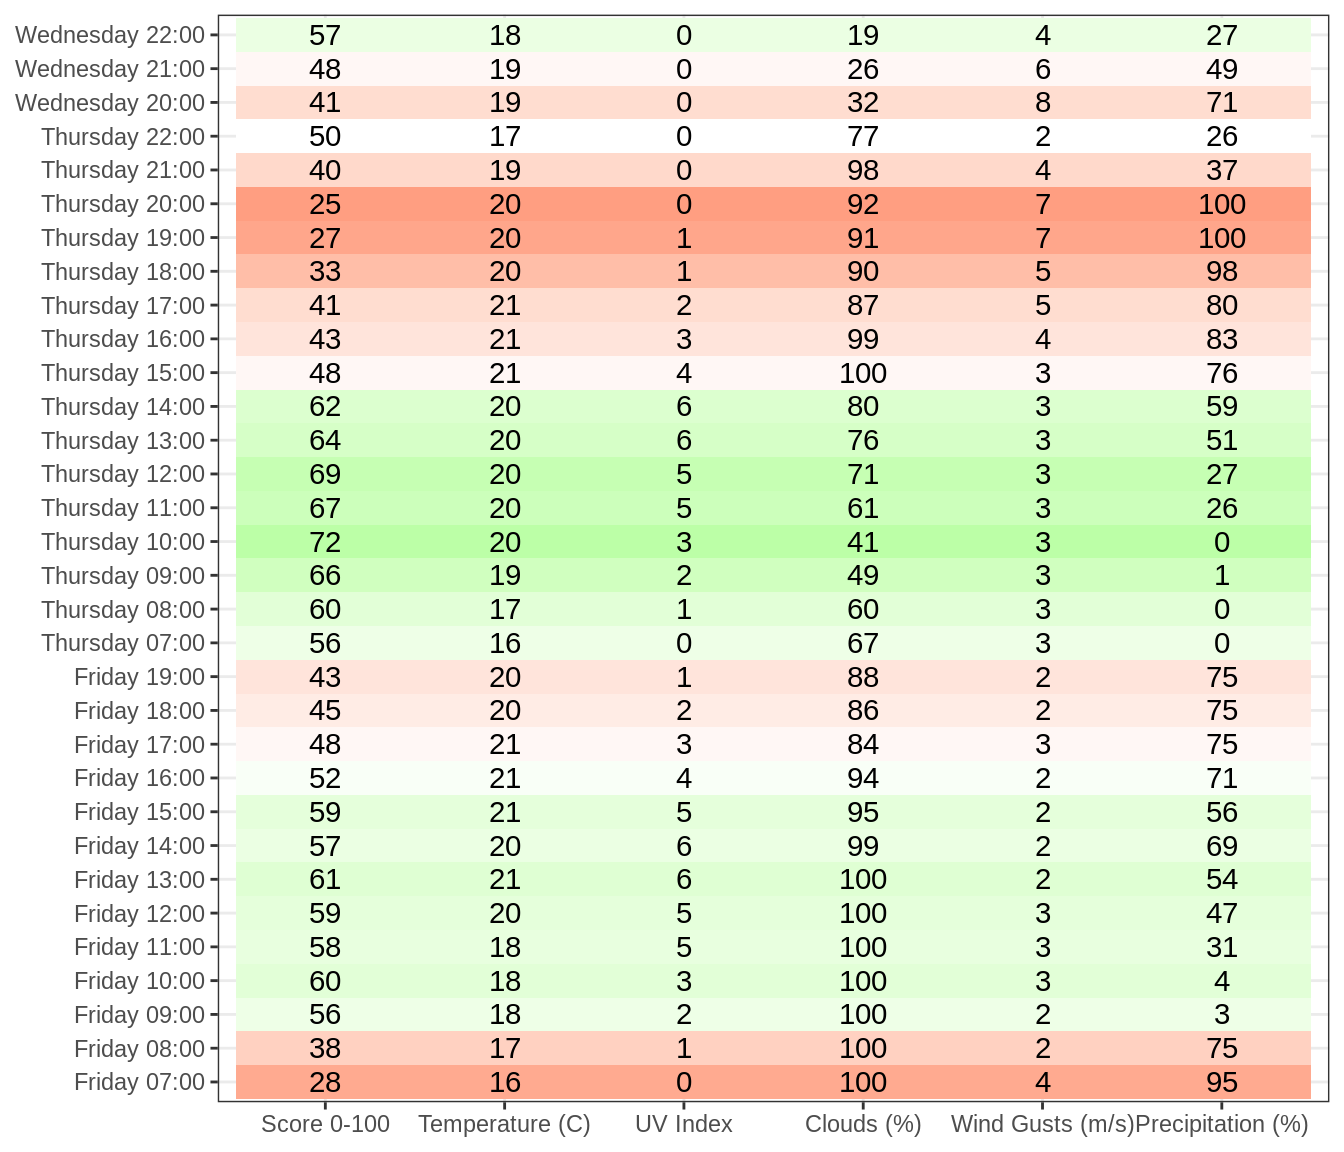 Wednesday 22:00 57 18 0 19 4 27
Wednesday 21:00 48 19 0 26 6 49
Wednesday 20:00 41 19 0 32 8 71
Thursday 22:00 50 17 0 77 2 26
Thursday 21:00 40 19 0 98 4 37
Thursday 20:00 25 20 0 92 7 100
Thursday 19:00 27 20 1 91 7 100
Thursday 18:00 33 20 1 90 5 98
Thursday 17:00 41 21 2 87 5 80
Thursday 16:00 43 21 3 99 4 83
Thursday 15:00 48 21 4 100 3 76
Thursday 14:00 62 20 6 80 3 59
Thursday 13:00 64 20 6 76 3 51
Thursday 12:00 69 20 5 71 3 27
Thursday 11:00 67 20 5 61 3 26
Thursday 10:00 72 20 3 41 3 0
Thursday 09:00 66 19 2 49 3 1
Thursday 08:00 60 17 1 60 3 0
Thursday 07:00 56 16 0 67 3 0
Friday 19:00 43 20 1 88 2 75
Friday 18:00 45 20 2 86 2 75
Friday 17:00 48 21 3 84 3 75
Friday 16:00 52 21 4 94 2 71
Friday 15:00 59 21 5 95 2 56
Friday 14:00 57 20 6 99 2 69
Friday 13:00 61 21 6 100 2 54
Friday 12:00 59 20 5 100 3 47
Friday 11:00 58 18 5 100 3 31
Friday 10:00 60 18 3 100 3 4
Friday 09:00 56 18 2 100 2 3
Friday 08:00 38 17 1 100 2 75
Friday 07:00 28 16 0 100 4 95
Score 0-100 Temperature (C) UV Index Clouds (%) Wind Gusts (m/s) Precipitation (%)